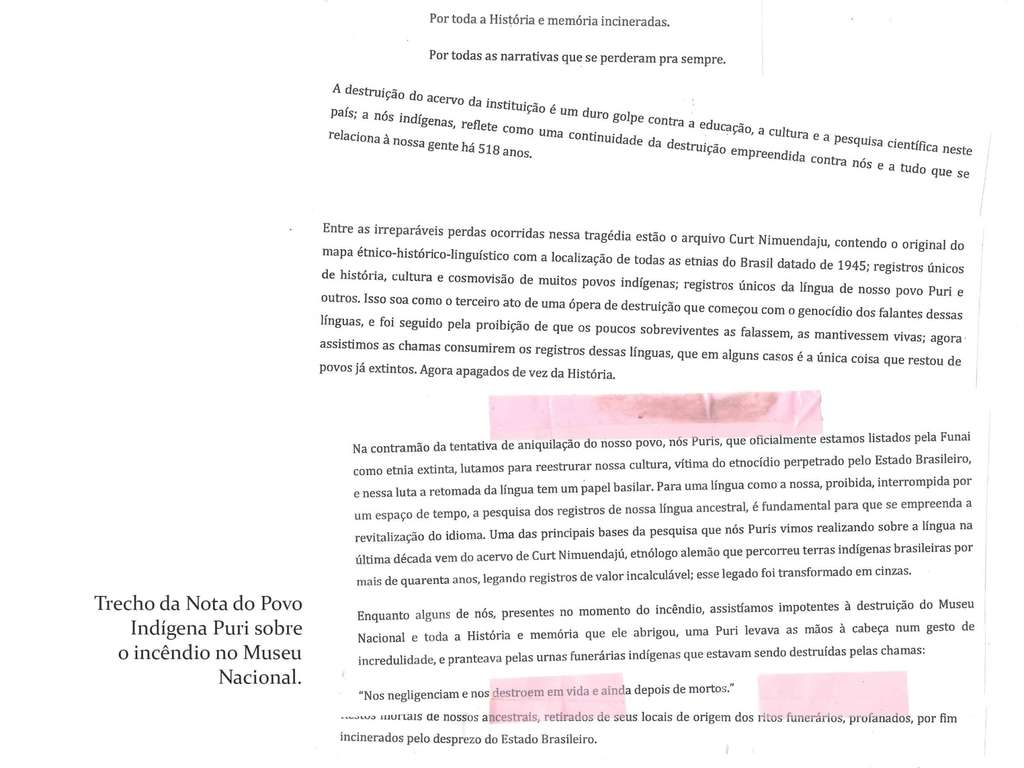 Por toda a História e memória incineradas.
Por todas as narrativas que se perderam pra sempre.
A destruição do acervo da instituição é um duro golpe contra a educação, a cultura e a pesquisa científica neste
país; a nós indígenas, reflete como uma continuidade da destruição empreendida contra nós e a tudo que se
relaciona à nossa gente há 518 anos.
Entre as irreparáveis perdas ocorridas nessa tragédia estão o arquivo Curt Nimuendaju, contendo o original do
mapa étnico-histórico-linguístico com a localização de todas as etnias do Brasil datado de 1945; registros únicos
de história, cultura e cosmovisão de muitos povos indígenas; registros únicos da língua de nosso povo Puri e
outros. Isso soa como o terceiro ato de uma ópera de destruição que começou com o genocídio dos falantes dessas
línguas, e foi seguido pela proibição de que os poucos sobreviventes as falassem, as mantivessem vivas; agora
assistimos as chamas consumirem os registros dessas línguas, que em alguns casos é a única coisa que restou de
povos já extintos. Agora apagados de vez da História.
Na contramão da tentativa de aniquilação do nosso povo, nós Puris, que oficialmente estamos listados pela Funai
como etnia extinta, lutamos para reestrurar nossa cultura, vítima do etnocídio perpetrado pelo Estado Brasileiro,
e nessa luta a retomada da língua tem um papel basilar. Para uma língua como a nossa, proibida, interrompida por
um espaço de tempo, a pesquisa dos registros de nossa língua ancestral, é fundamental para que se empreenda a
revitalização do idioma. Uma das principais bases da pesquisa que nós Puris vimos realizando sobre a língua na
última década vem do acervo de Curt Nimuendajú, etnólogo alemão que percorreu terras indígenas brasileiras por
mais de quarenta anos, legando registros de valor incalculável; esse legado foi transformado em cinzas.
Enquanto alguns de nós, presentes no momento do incêndio, assistíamos impotentes à destruição do Museu
Nacional e toda a História e memória que ele abrigou, uma Puri levava as mãos à cabeça num gesto de
incredulidade, e pranteava pelas urnas funerárias indígenas que estavam sendo destruídas pelas chamas:
"Nos negligenciam e nos destroem em vida e ainda depois de mortos."
mortais de nossos ancestrais, retirados de seus locais de origem dos ritos funerários, profanados, por fim
incinerados pelo desprezo do Estado Brasileiro.
Trecho da Nota do Povo
Indígena Puri sobre
o incêndio no Museu
Nacional.